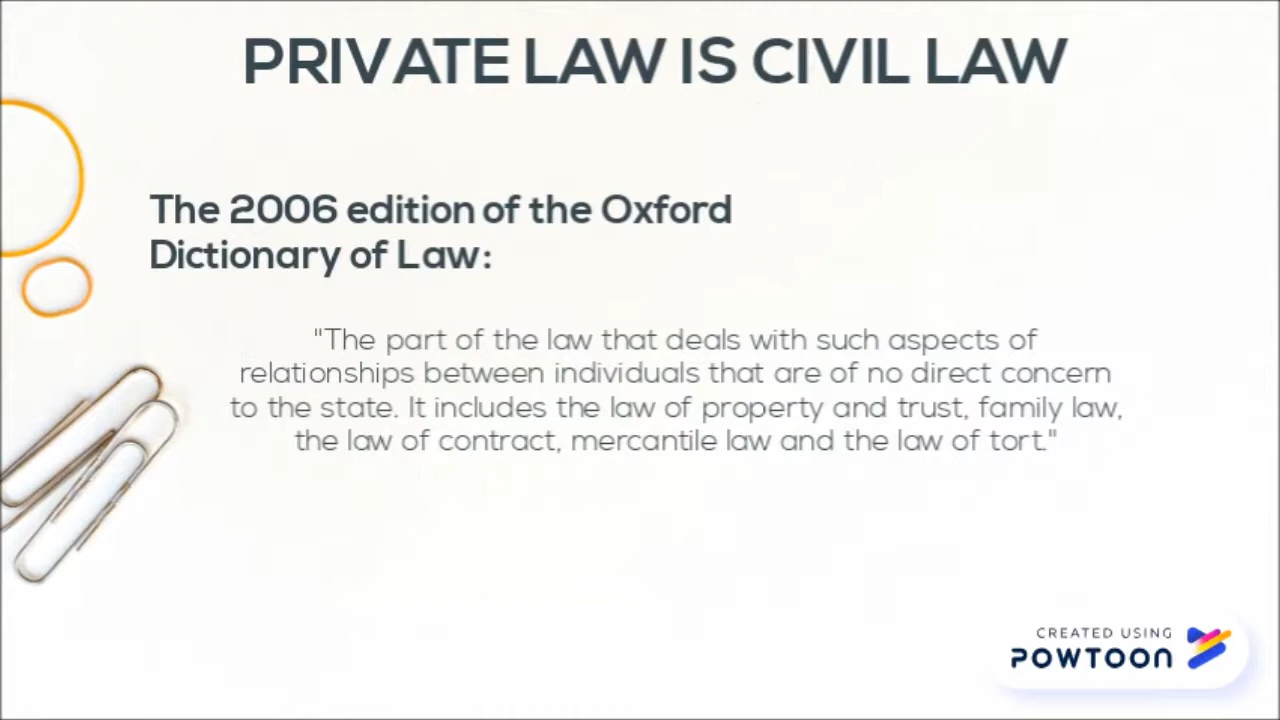 PRIVATE LAW IS CIVIL LAW
The 2006 edition of the Oxford
Dictionary of Law:
"The part of the law that deals with such aspects of
relationships between individuals that are of no direct concern
to the state. It includes the law of property and trust, family law,
the law of contract, mercantile law and the law of tort."
CREATED USING
POWTOON